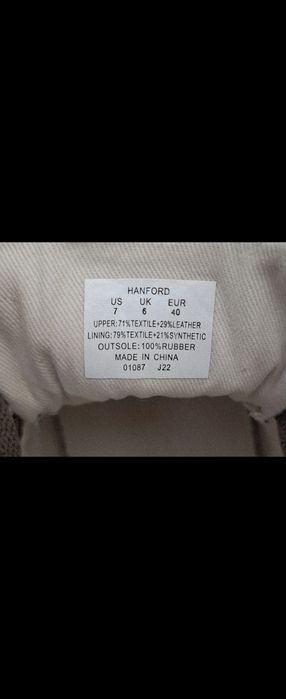 HANFORD
US UK EUR
7 6 40
UPPER:71%TEXTILE+29%LEATHER
LINING:79%TEXTILE+21%SYNTHETIC
OUTSOLE:100%RUBBER
MADE IN CHINA
01087 J22